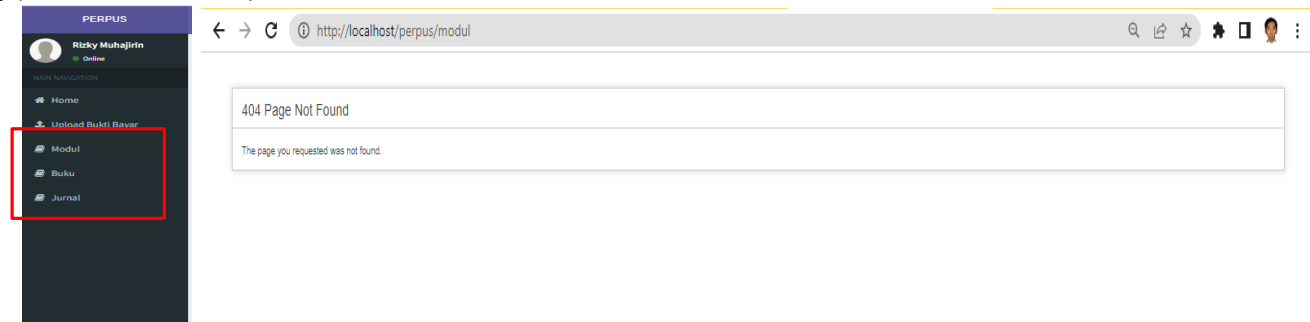 PERPUS
Rizky Muhajirin
Online
MAIN NAVIGATION
Home
Upload Bukti Bayar
Modul
Buku
Jurnal
http://localhost/perpus/modul
404 Page Not Found
The page you requested was not found.